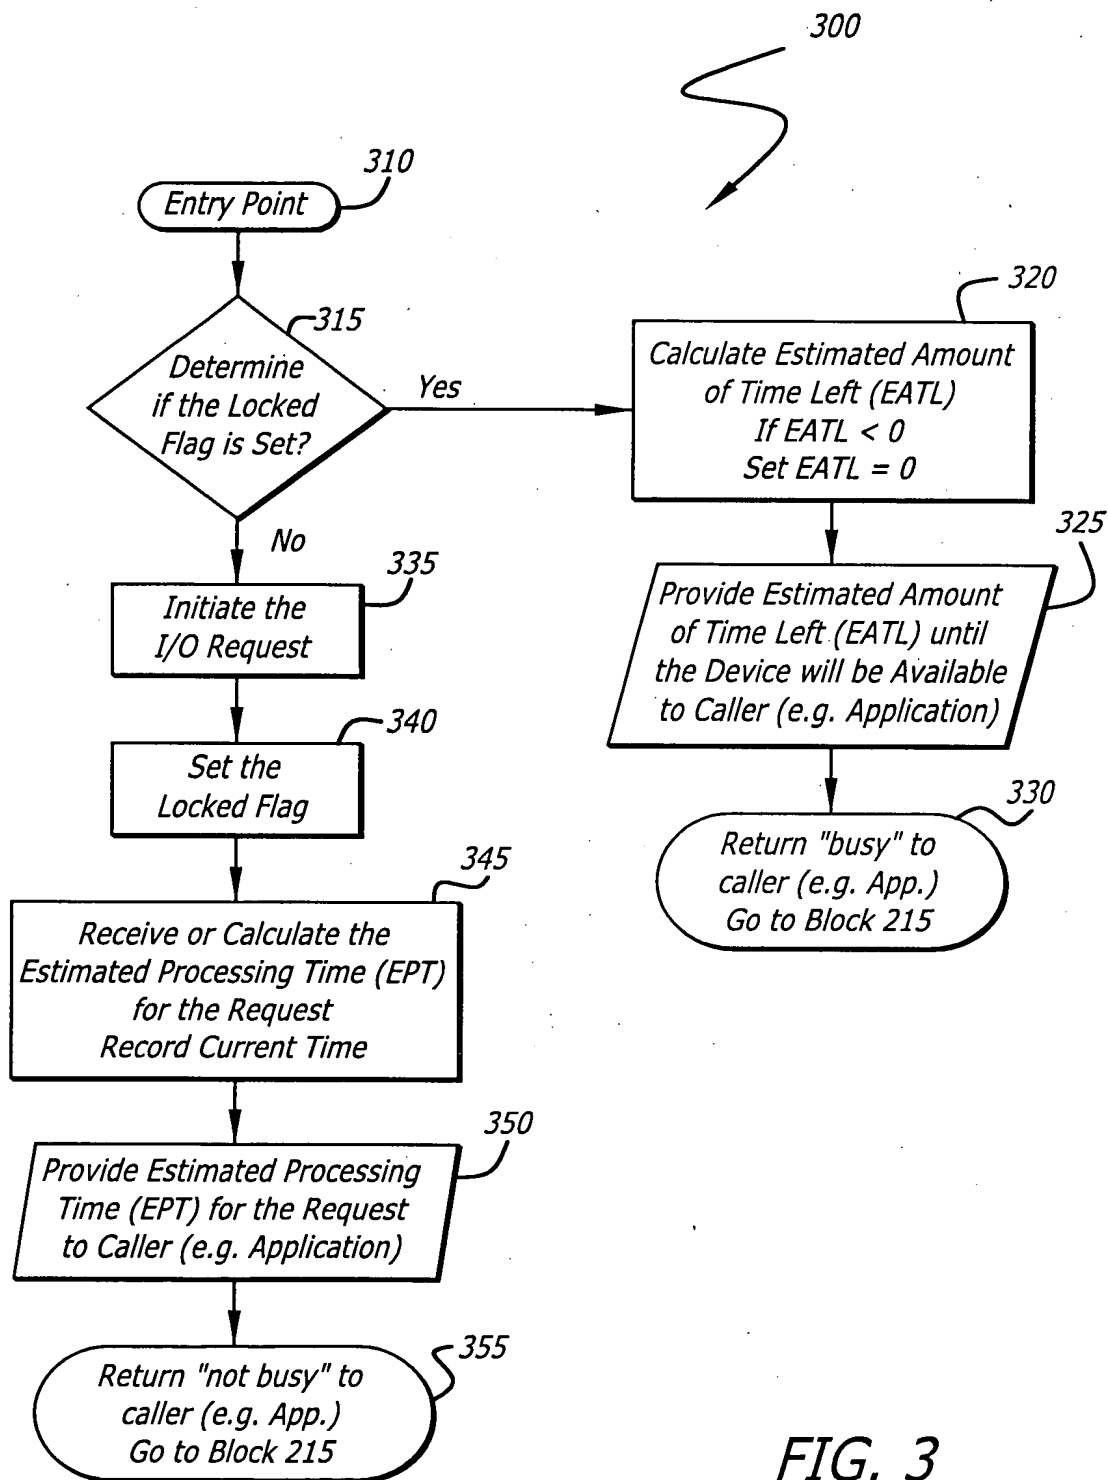 300
310
Entry Point
315
Determine
if the Locked
Flag is Set?
Yes
No
320
Calculate Estimated Amount
of Time Left (EATL)
If EATL < 0
Set EATL = 0
325
Provide Estimated Amount
of Time Left (EATL) until
the Device will be Available
to Caller (e.g. Application)
330
Return "busy" to
caller (e.g. App.)
Go to Block 215
335
Initiate the
I/O Request
340
Set the
Locked Flag
345
Receive or Calculate the
Estimated Processing Time (EPT)
for the Request
Record Current Time
350
Provide Estimated Processing
Time (EPT) for the Request
to Caller (e.g. Application)
355
Return "not busy" to
caller (e.g. App.)
Go to Block 215
FIG. 3